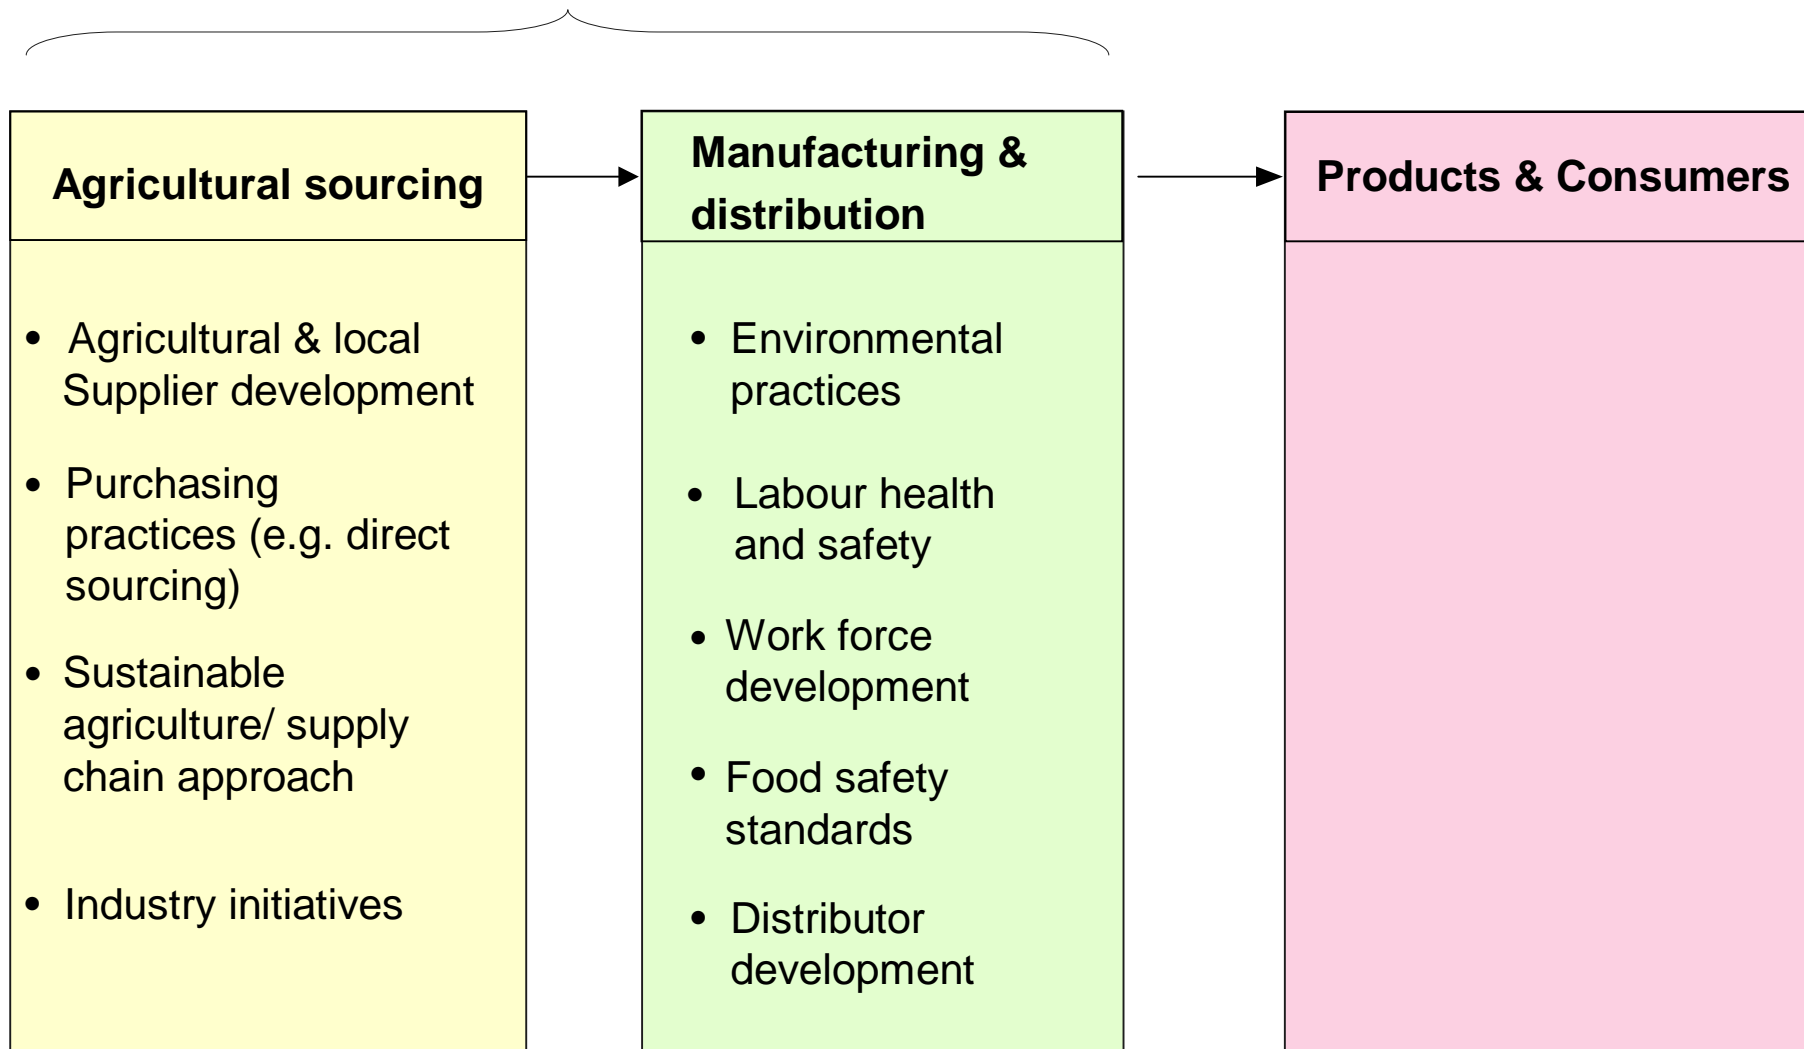 Agricultural sourcing
• Agricultural & local
Supplier development
• Purchasing
practices (e.g. direct
sourcing)
• Sustainable
agriculture/ supply
chain approach
• Industry initiatives
Manufacturing &
distribution
• Environmental
practices
• Labour health
and safety
• Work force
development
• Food safety
standards
• Distributor
development
Products & Consumers